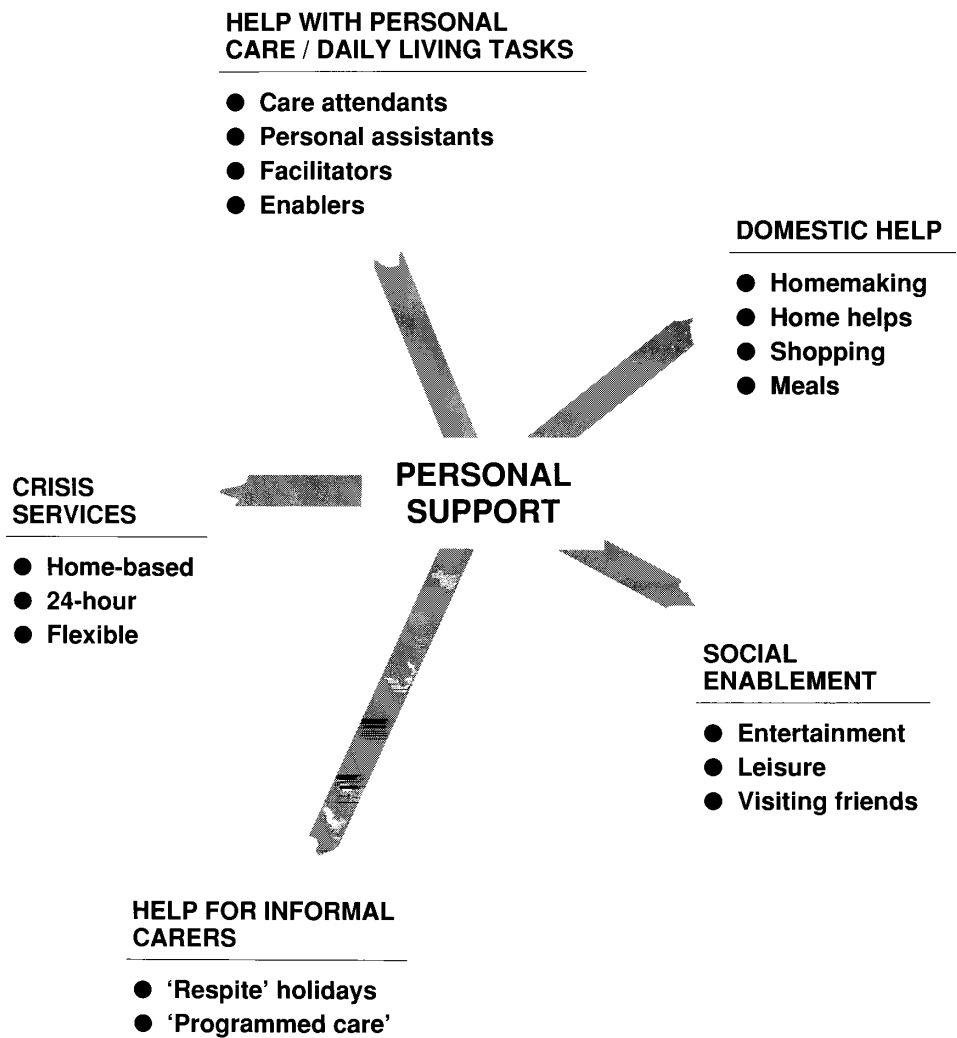 HELP WITH PERSONAL
CARE / DAILY LIVING TASKS
● Care attendants
● Personal assistants
● Facilitators
● Enablers
DOMESTIC HELP
● Homemaking
● Home helps
● Shopping
● Meals
PERSONAL
SUPPORT
CRISIS
SERVICES
● Home-based
● 24-hour
● Flexible
SOCIAL
ENABLEMENT
● Entertainment
● Leisure
● Visiting friends
HELP FOR INFORMAL
CARERS
● ‘Respite’ holidays
● ‘Programmed care’